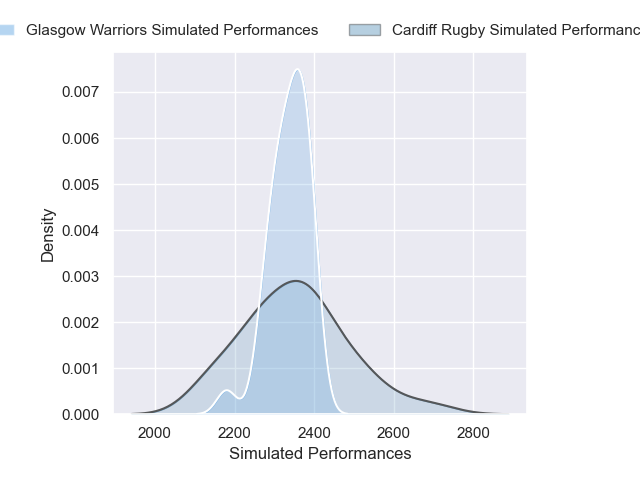 Glasgow Warriors Simulated Performances
Cardiff Rugby Simulated Performanc
0.007
0.006
0.005
0.004
0.003
0.002
0.001
0.000
Density
2000 2200 2400 2600 2800
Simulated Performances